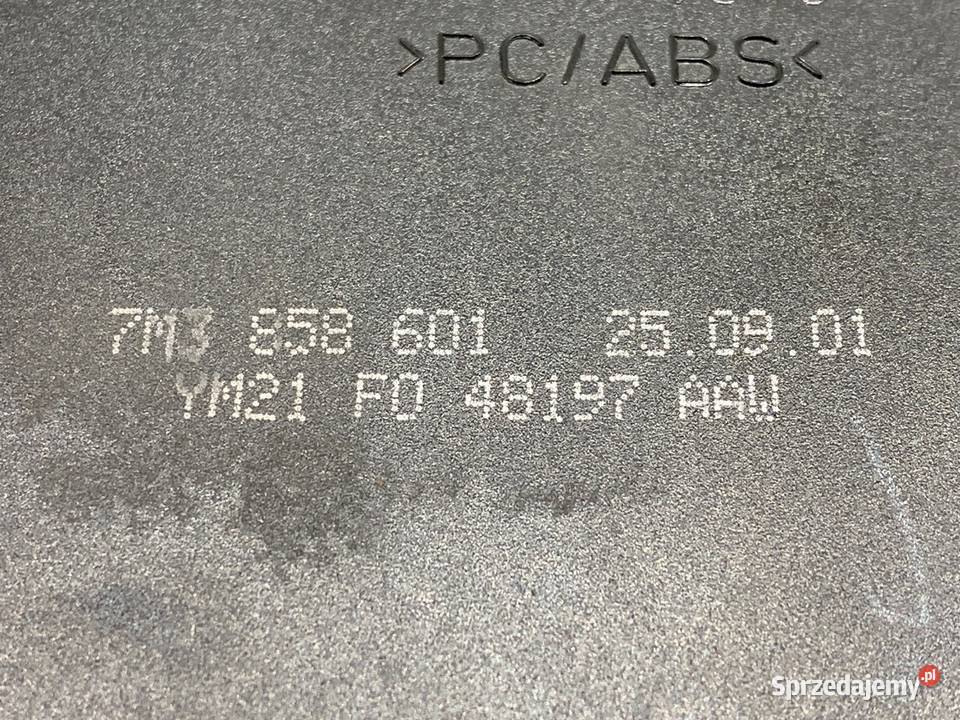 >PC/ABS<
7M3 858 601 25.09.01
YM21 F0 48197 AAW
Sprzedajemy.pl